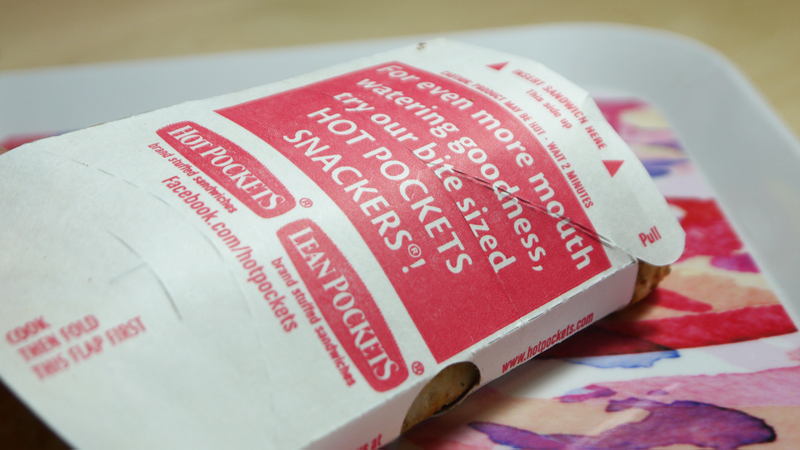 INSERT SANDWICH HERE
This side up
CAUTION: PRODUCT MAY BE HOT - WAIT 2 MINUTES
For even more mouth
watering goodness,
try our bite sized
HOT POCKETS
SNACKERS®!
Pull
HOT POCKETS®
brand stuffed sandwiches
Facebook.com/hotpockets
LEAN POCKETS®
brand stuffed sandwiches
COOK
THEN FOLD
THIS FLAP FIRST
www.hotpockets.com
at